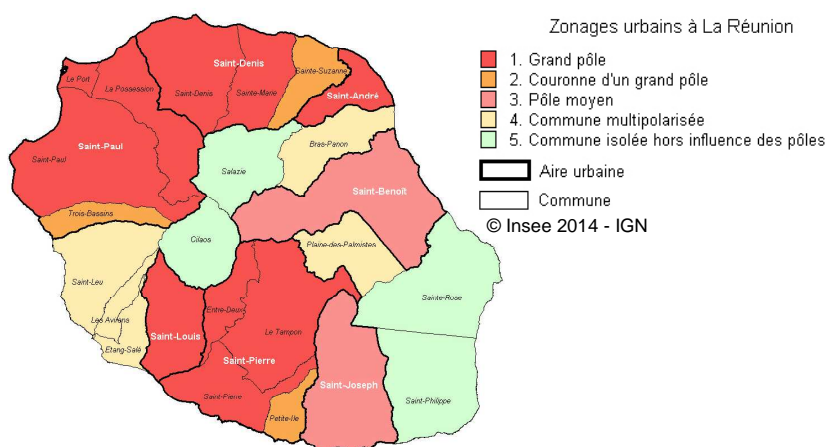 Zonages urbains à La Réunion
1. Grand pôle
2. Couronne d'un grand pôle
3. Pôle moyen
4. Commune multipolarisée
5. Commune isolée hors influence des pôles
Aire urbaine
Commune
© Insee 2014 - IGN
Saint-Denis
Sainte-Suzanne
Le Port
La Possession
Saint-Denis
Sainte-Marie
Saint-André
Saint-Paul
Saint-Paul
Bras-Panon
Salazie
Saint-Benoît
Trois-Bassins
Cilaos
Plaine-des-Palmistes
Saint-Leu
Sainte-Rose
Entre-Deux
Les Avirons
Le Tampon
Saint-Louis
Etang-Salé
Saint-Pierre
Saint-Joseph
Saint-Pierre
Saint-Philippe
Petite-Ile